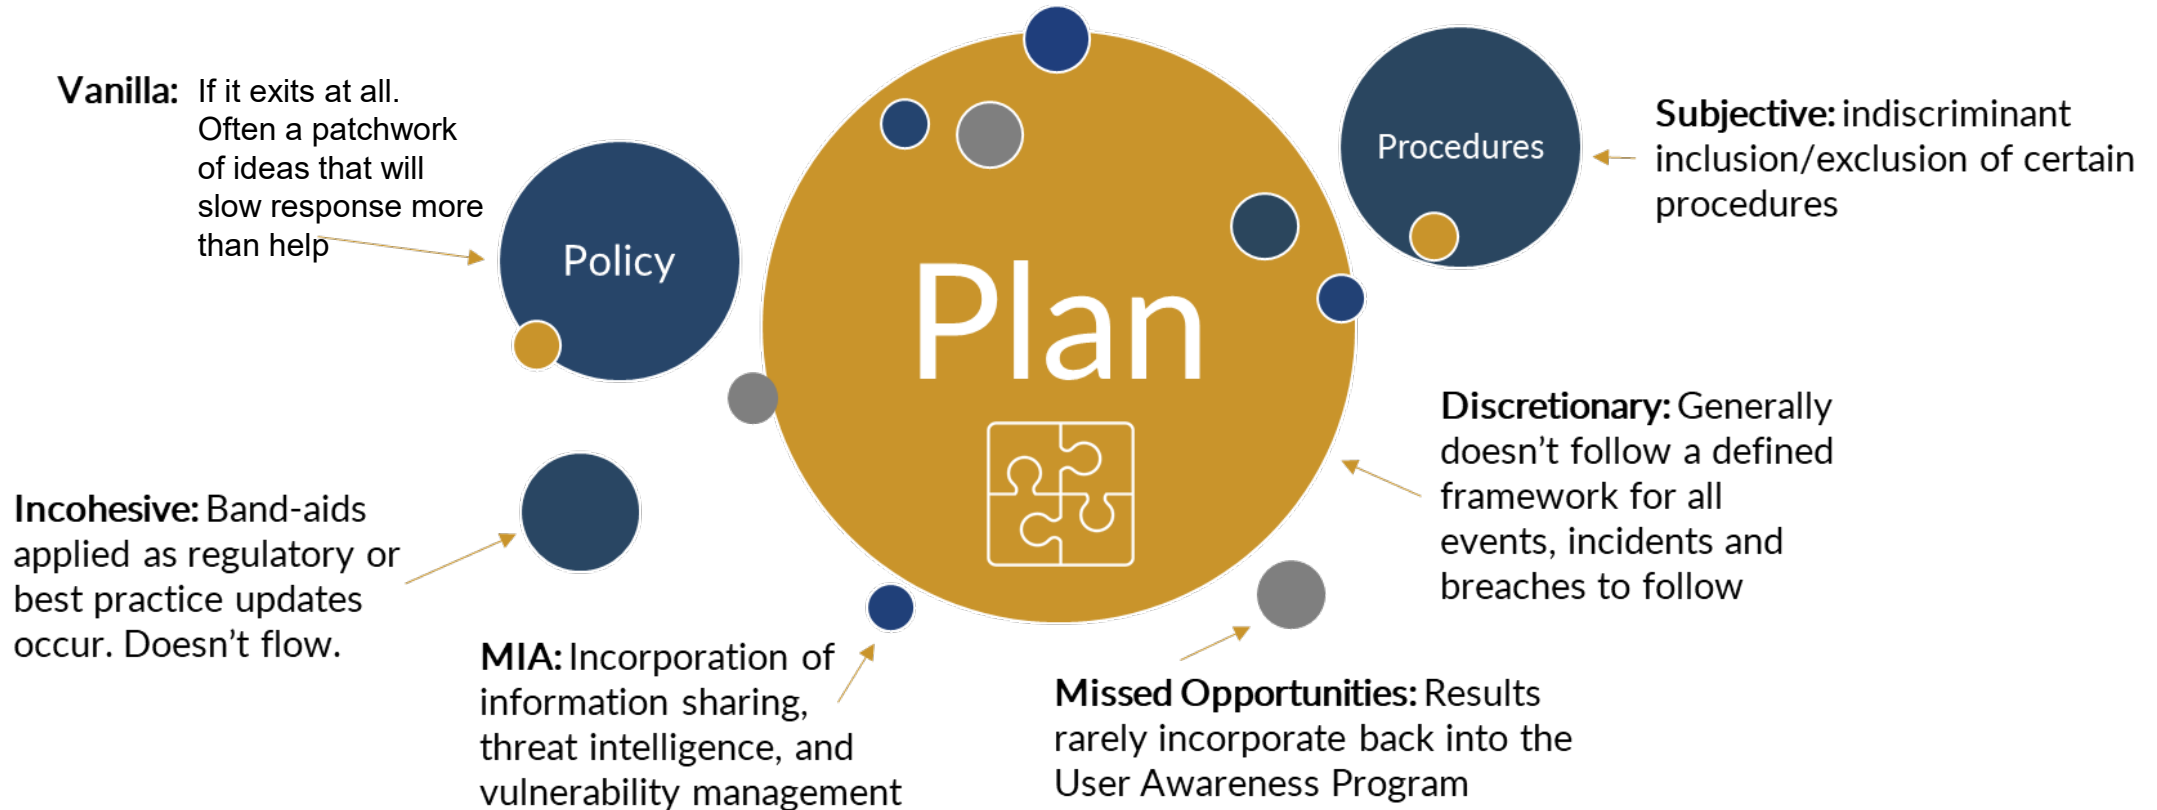 Vanilla: If it exits at all.
Often a patchwork
of ideas that will
slow response more
than help
Policy
Plan
Procedures
Subjective: indiscriminant
inclusion/exclusion of certain
procedures
Discretionary: Generally
doesn't follow a defined
framework for all
events, incidents and
breaches to follow
Incohesive: Band-aids
applied as regulatory or
best practice updates
occur. Doesn't flow.
MIA: Incorporation of
information sharing,
threat intelligence, and
vulnerability management
Missed Opportunities: Results
rarely incorporate back into the
User Awareness Program